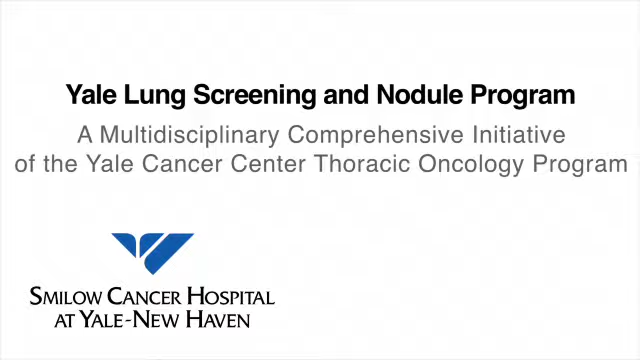 Yale Lung Screening and Nodule Program
A Multidisciplinary Comprehensive Initiative
of the Yale Cancer Center Thoracic Oncology Program
SMILOW CANCER HOSPITAL
AT YALE-NEW HAVEN